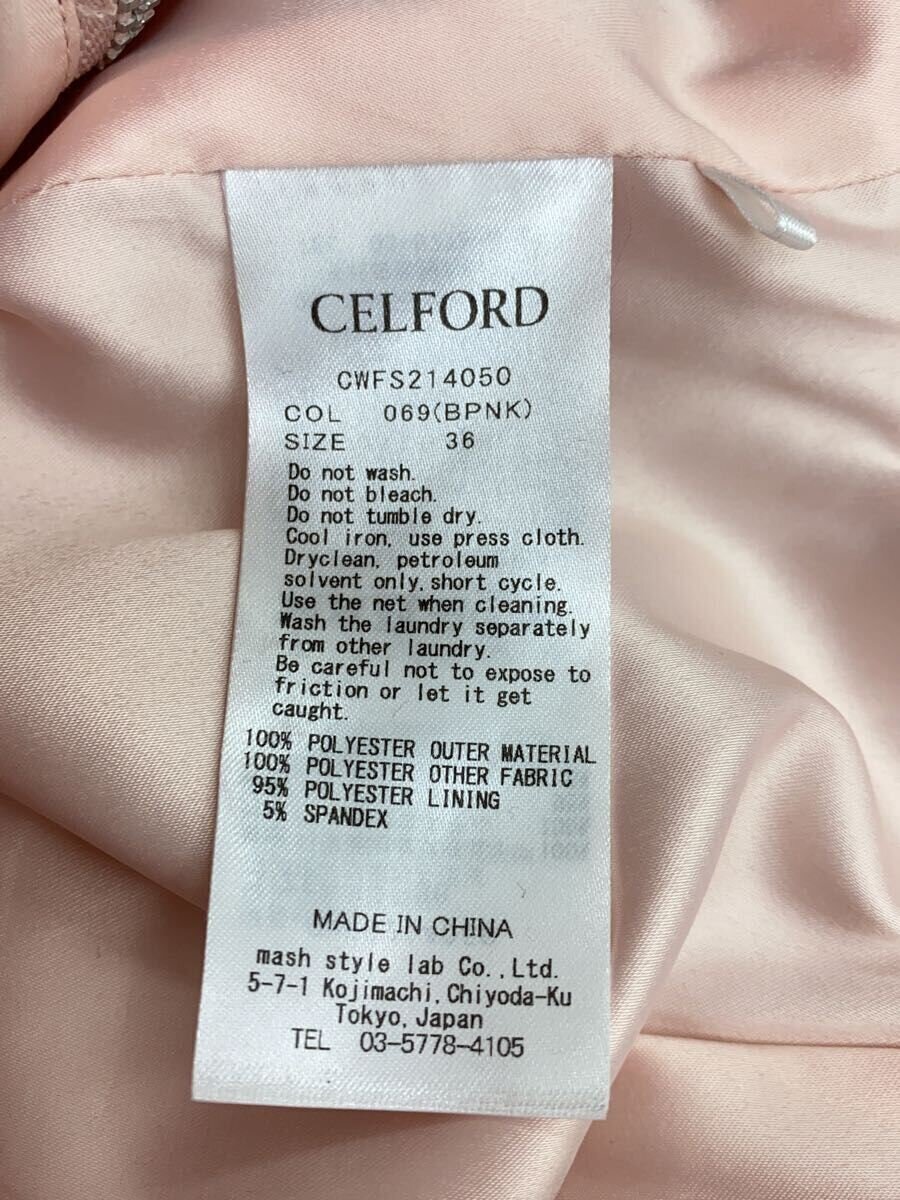 CELFORD
CWFS214050
COL 069(BPNK)
SIZE 36
Do not wash.
Do not bleach.
Do not tumble dry.
Cool iron, use press cloth.
Dryclean, petroleum
solvent only,short cycle.
Use the net when cleaning.
Wash the laundry separately
from other laundry.
Be careful not to expose to
friction or let it get
caught.
100% POLYESTER OUTER MATERIAL
100% POLYESTER OTHER FABRIC
95% POLYESTER LINING
5% SPANDEX
MADE IN CHINA
mash style lab Co.,Ltd.
5-7-1 Kojimachi,Chiyoda-Ku
Tokyo,Japan
TEL 03-5778-4105